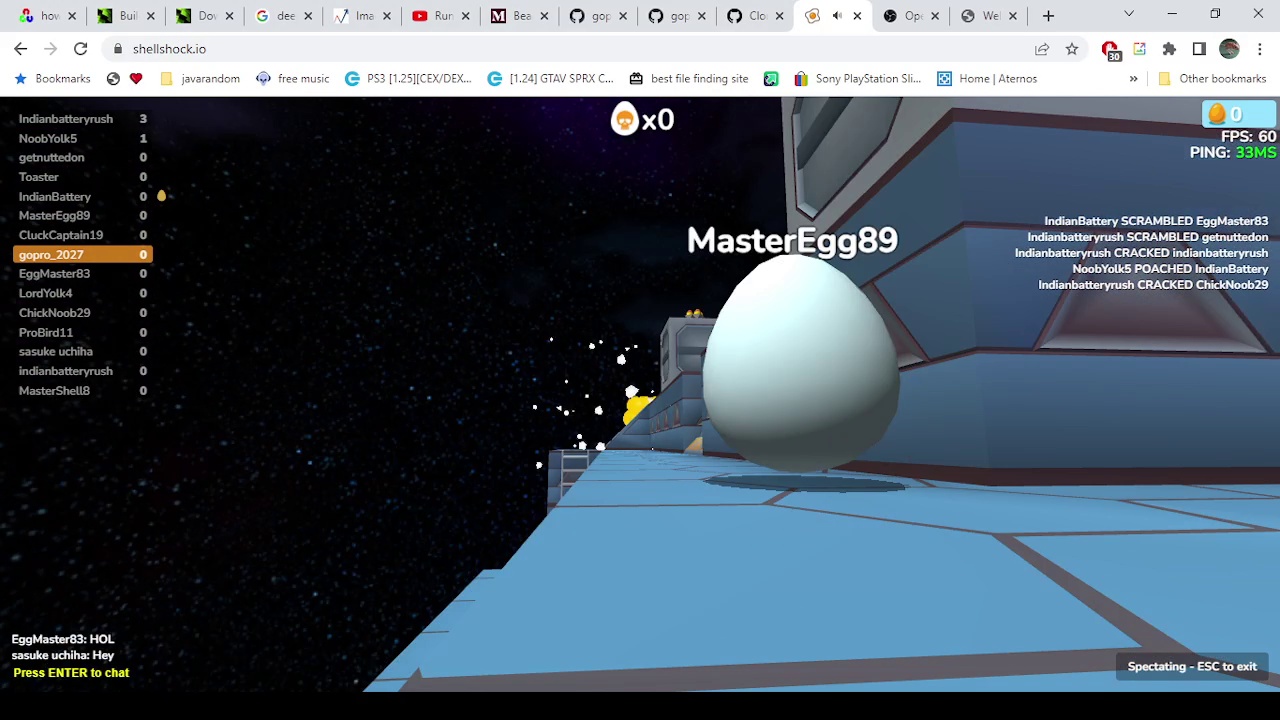 how
Buil
Dov
dee
Ima
Run
Bea
gop
gop
Clo
Ope
Wel
shellshock.io
30
Bookmarks
javarandom
free music
PS3 [1.25][CEX/DEX...
[1.24] GTAV SPRX C...
best file finding site
Sony PlayStation Sli...
Home | Aternos
»
Other bookmarks
x0
0
FPS: 60
PING: 33MS
Indianbatteryrush 3
NoobYolk5 1
getnuttedon 0
Toaster 0
IndianBattery 0
MasterEgg89 0
CluckCaptain19 0
gopro_2027 0
EggMaster83 0
LordYolk4 0
ChickNoob29 0
ProBird11 0
sasuke uchiha 0
indianbatteryrush 0
MasterShell8 0
MasterEgg89
IndianBattery SCRAMBLED EggMaster83
Indianbatteryrush SCRAMBLED getnuttedon
Indianbatteryrush CRACKED indianbatteryrush
NoobYolk5 POACHED IndianBattery
Indianbatteryrush CRACKED ChickNoob29
EggMaster83: HOL
sasuke uchiha: Hey
Press ENTER to chat
Spectating - ESC to exit